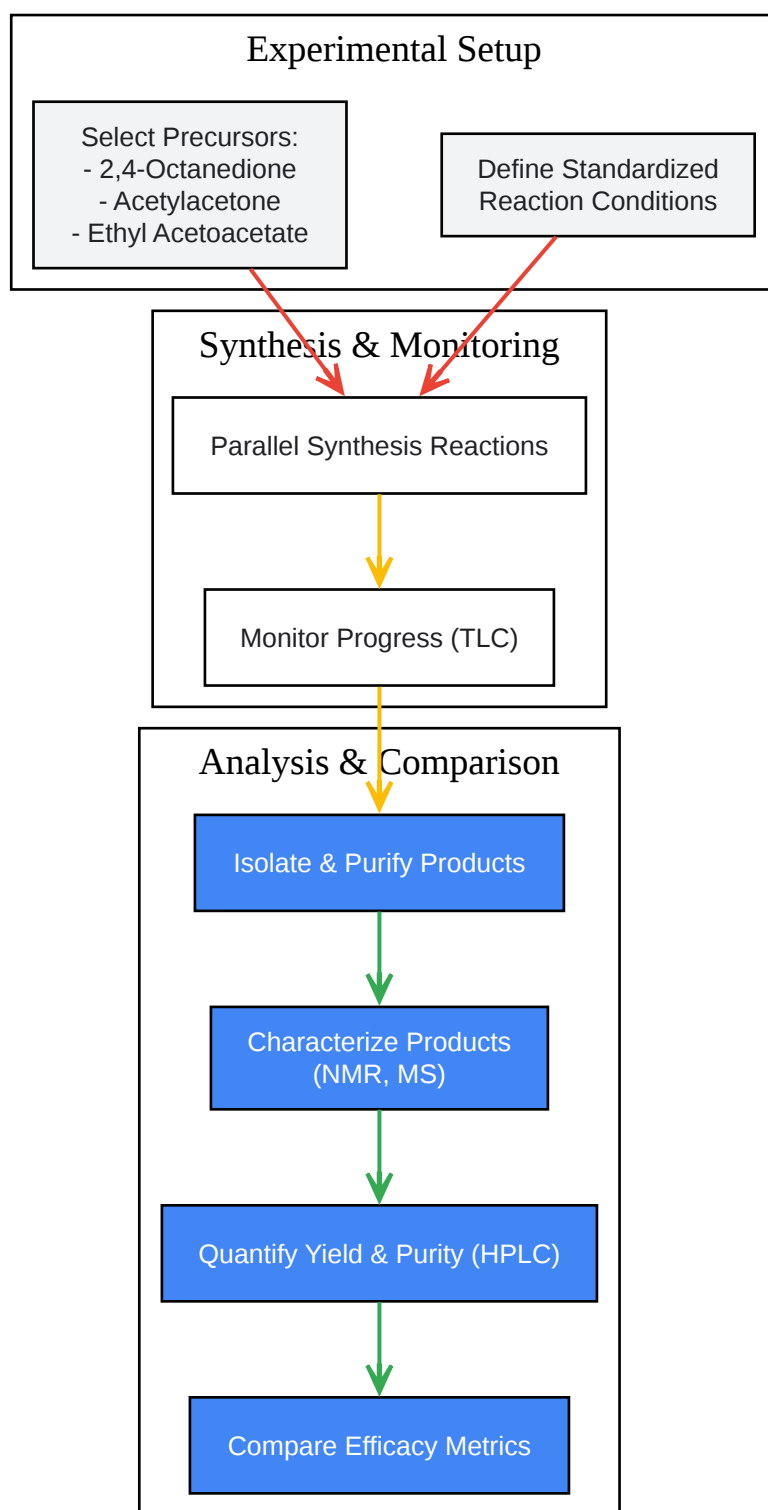 Experimental Setup
Select Precursors:
- 2,4-Octanedione
- Acetylacetone
- Ethyl Acetoacetate
Define Standardized
Reaction Conditions
Synthesis & Monitoring
Parallel Synthesis Reactions
Monitor Progress (TLC)
Analysis & Comparison
Isolate & Purify Products
Characterize Products
(NMR, MS)
Quantify Yield & Purity (HPLC)
Compare Efficacy Metrics